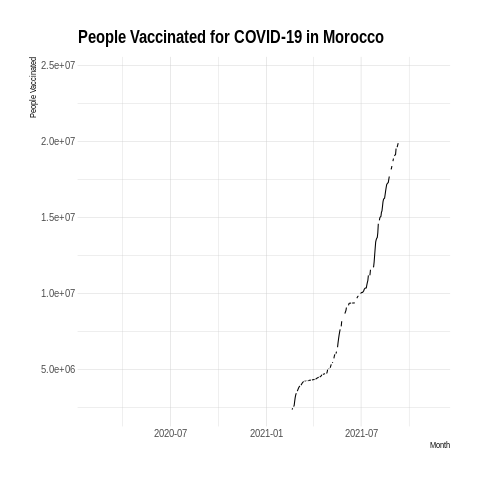 People Vaccinated for COVID-19 in Morocco
People Vaccinated
2.5e+07
2.0e+07
1.5e+07
1.0e+07
5.0e+06
2020-07 2021-01 2021-07
Month